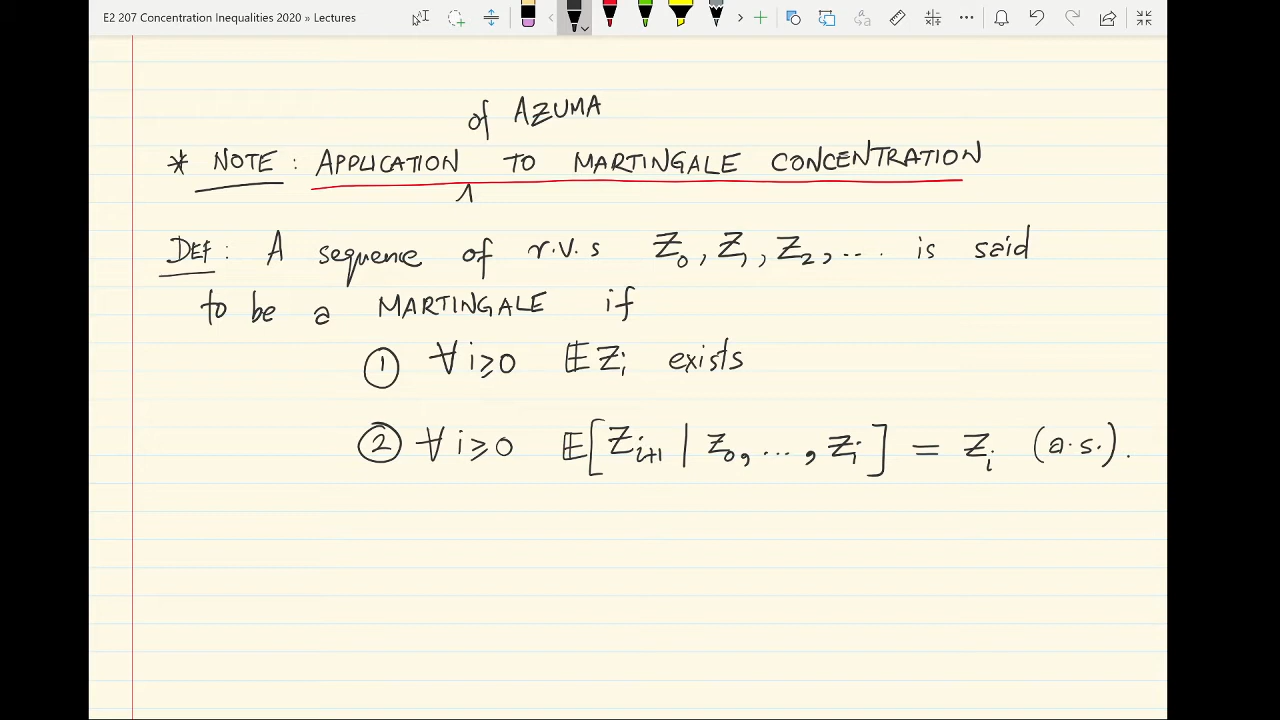 E2 207 Concentration Inequalities 2020 » Lectures
of AZUMA
* NOTE : APPLICATION TO MARTINGALE CONCENTRATION
DEF : A sequence of r.v.s Z₀, Z₁, Z₂, ... is said
to be a MARTINGALE if
① ∀ i ≥ 0 𝔼 Zᵢ exists
② ∀ i ≥ 0 𝔼[Zᵢ₊₁ | Z₀, ..., Zᵢ] = Zᵢ (a.s.).